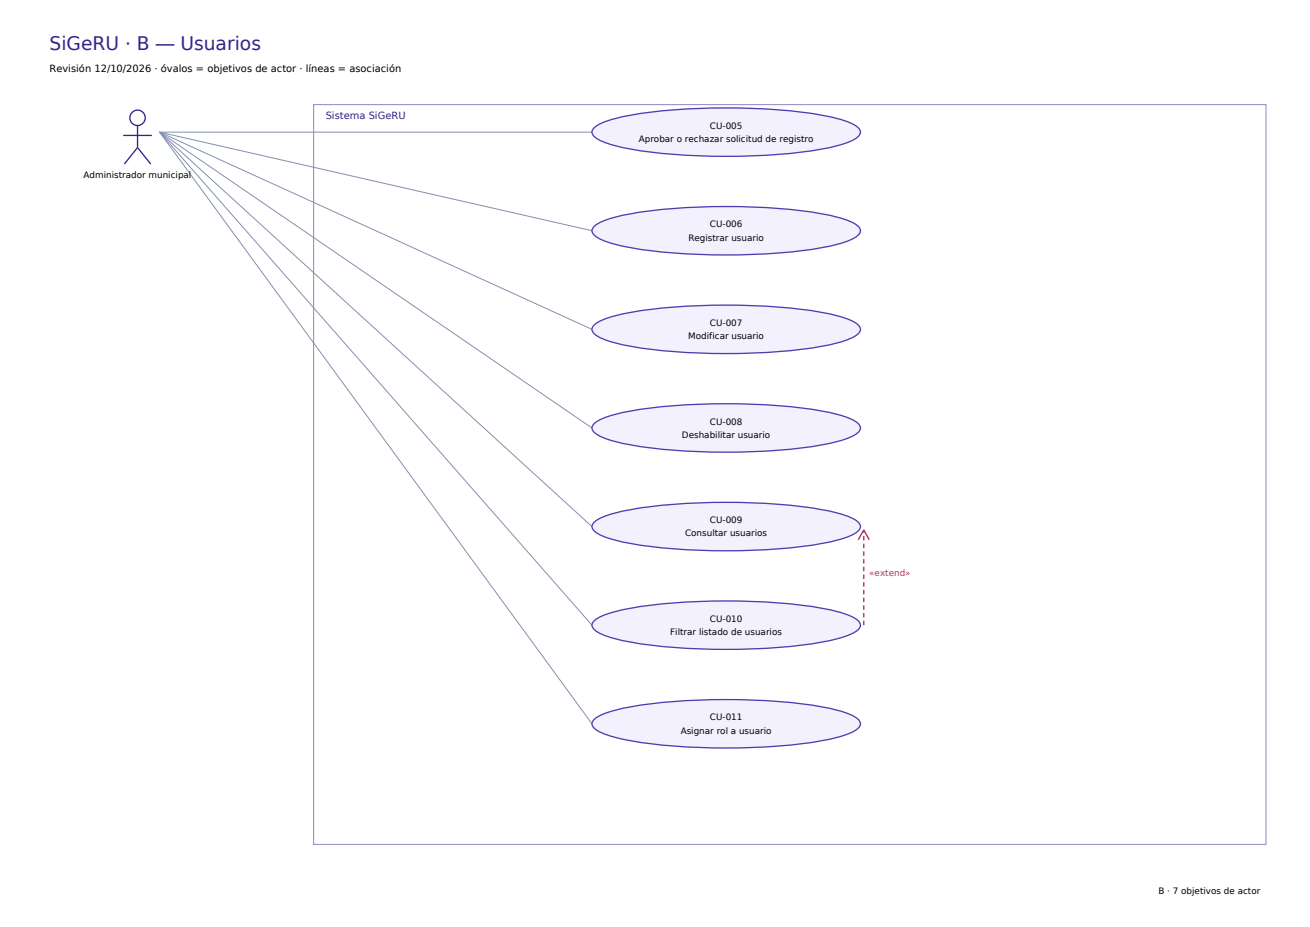 SiGeRU · B — Usuarios
Revisión 12/10/2026 · óvalos = objetivos de actor · líneas = asociación
Sistema SiGeRU
Administrador municipal
CU-005
Aprobar o rechazar solicitud de registro
CU-006
Registrar usuario
CU-007
Modificar usuario
CU-008
Deshabilitar usuario
CU-009
Consultar usuarios
«extend»
CU-010
Filtrar listado de usuarios
CU-011
Asignar rol a usuario
B · 7 objetivos de actor